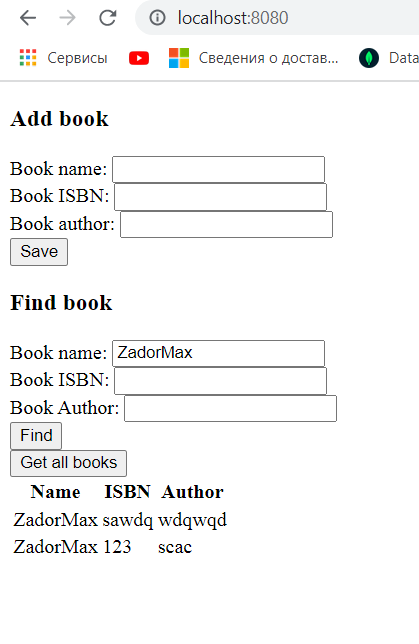 localhost:8080
Сервисы Сведения о достав... Data
Add book
Book name:
Book ISBN:
Book author:
Save
Find book
Book name: ZadorMax
Book ISBN:
Book Author:
Find
Get all books
Name ISBN Author
ZadorMax sawdq wdqwqd
ZadorMax 123 scac